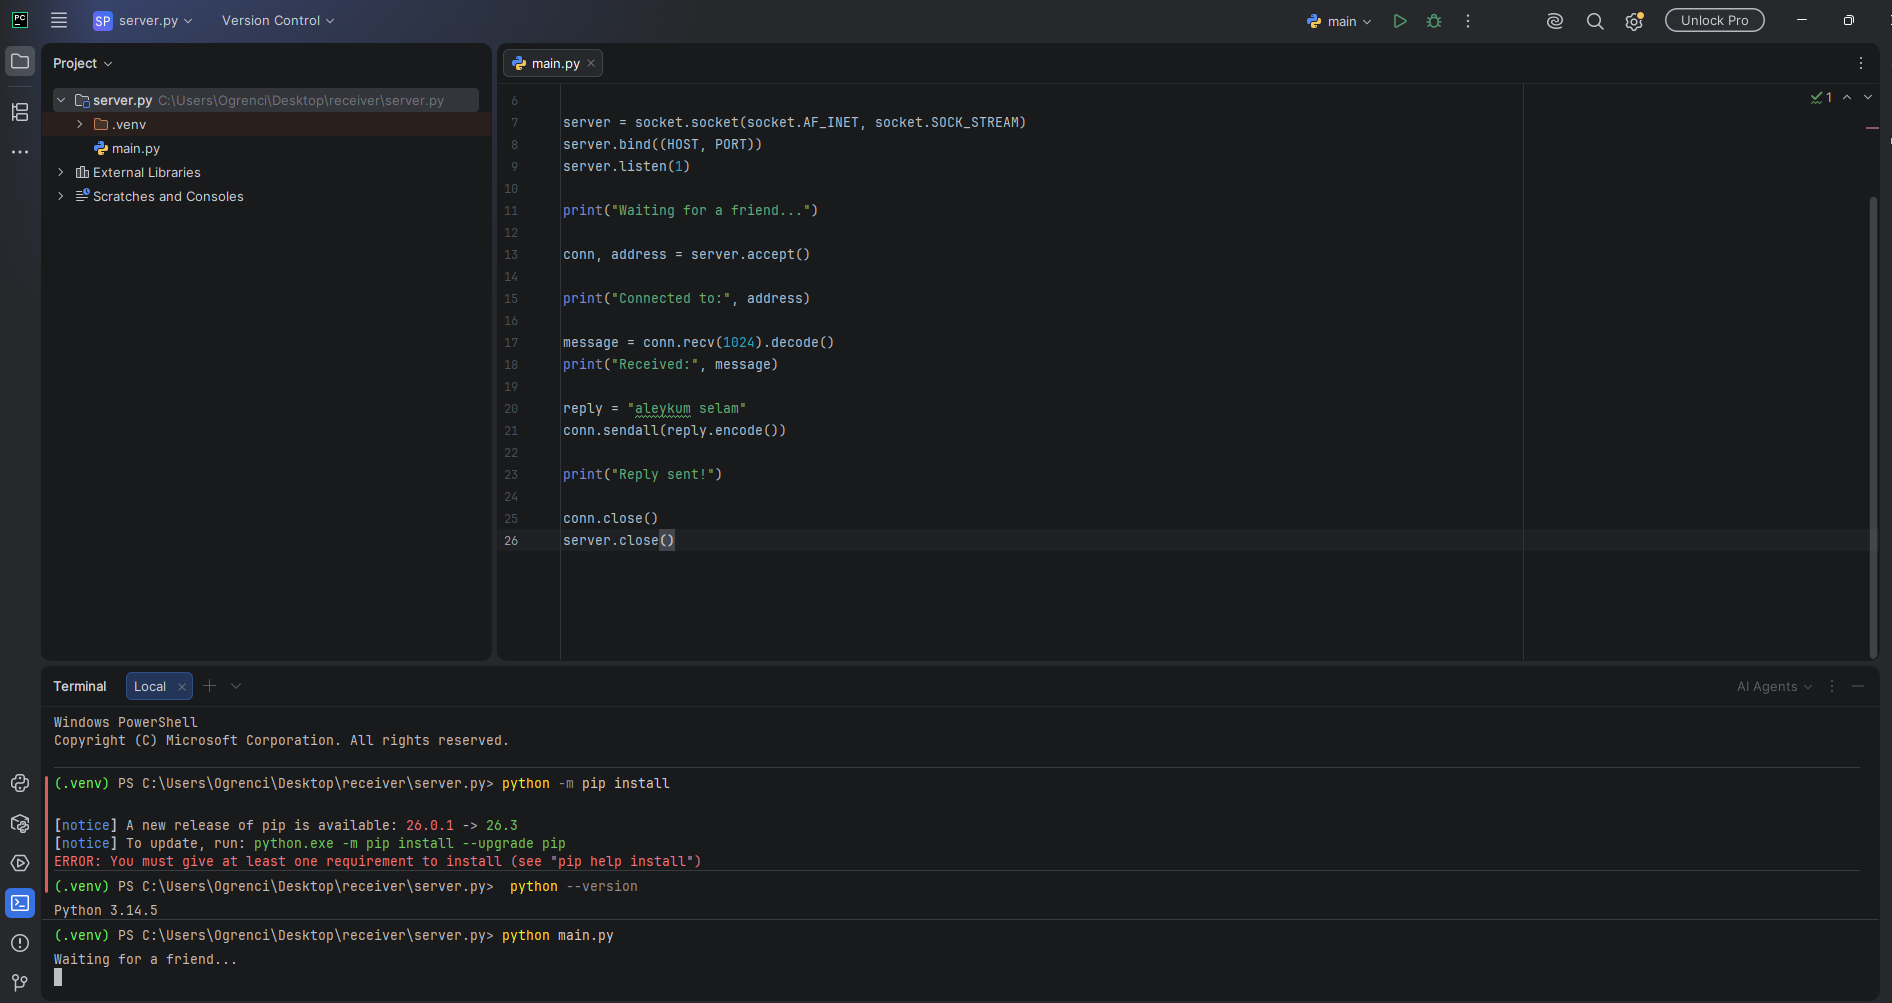 PC
SP server.py Version Control main Unlock Pro
Project
server.py C:\Users\Ogrenci\Desktop\receiver\server.py
.venv
main.py
External Libraries
Scratches and Consoles
main.py
1
6
7 server = socket.socket(socket.AF_INET, socket.SOCK_STREAM)
8 server.bind((HOST, PORT))
9 server.listen(1)
10
11 print("Waiting for a friend...")
12
13 conn, address = server.accept()
14
15 print("Connected to:", address)
16
17 message = conn.recv(1024).decode()
18 print("Received:", message)
19
20 reply = "aleykum selam"
21 conn.sendall(reply.encode())
22
23 print("Reply sent!")
24
25 conn.close()
26 server.close()
Terminal Local AI Agents
Windows PowerShell
Copyright (C) Microsoft Corporation. All rights reserved.
(.venv) PS C:\Users\Ogrenci\Desktop\receiver\server.py> python -m pip install
[notice] A new release of pip is available: 26.0.1 -> 26.3
[notice] To update, run: python.exe -m pip install --upgrade pip
ERROR: You must give at least one requirement to install (see "pip help install")
(.venv) PS C:\Users\Ogrenci\Desktop\receiver\server.py>  python --version
Python 3.14.5
(.venv) PS C:\Users\Ogrenci\Desktop\receiver\server.py> python main.py
Waiting for a friend...